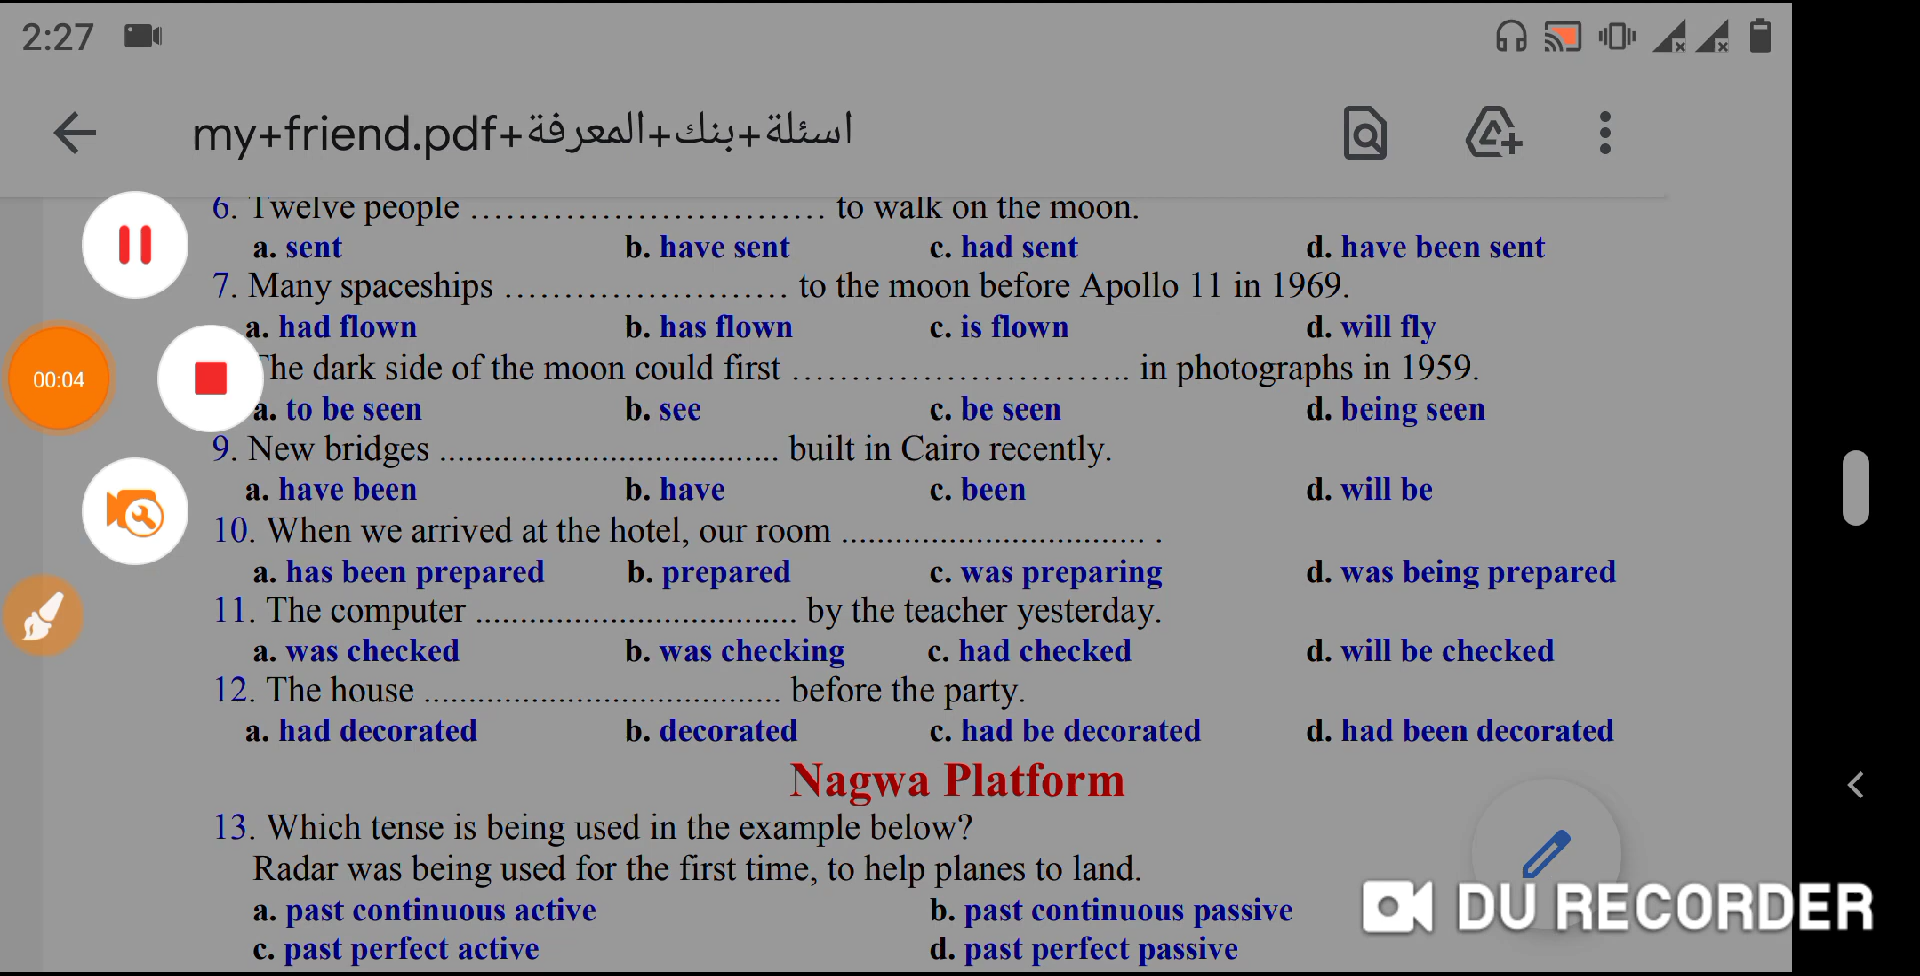 2:27
my+friend.pdf+اسئلة+بنك+المعرفة
6. Twelve people .............................. to walk on the moon.
a. sent b. have sent c. had sent d. have been sent
7. Many spaceships ........................ to the moon before Apollo 11 in 1969.
a. had flown b. has flown c. is flown d. will fly
The dark side of the moon could first ............................. in photographs in 1959.
a. to be seen b. see c. be seen d. being seen
9. New bridges ...................................... built in Cairo recently.
a. have been b. have c. been d. will be
10. When we arrived at the hotel, our room .................................. .
a. has been prepared b. prepared c. was preparing d. was being prepared
11. The computer .................................... by the teacher yesterday.
a. was checked b. was checking c. had checked d. will be checked
12. The house ........................................ before the party.
a. had decorated b. decorated c. had be decorated d. had been decorated
Nagwa Platform
13. Which tense is being used in the example below?
Radar was being used for the first time, to help planes to land.
a. past continuous active b. past continuous passive
c. past perfect active d. past perfect passive
00:04
DU RECORDER